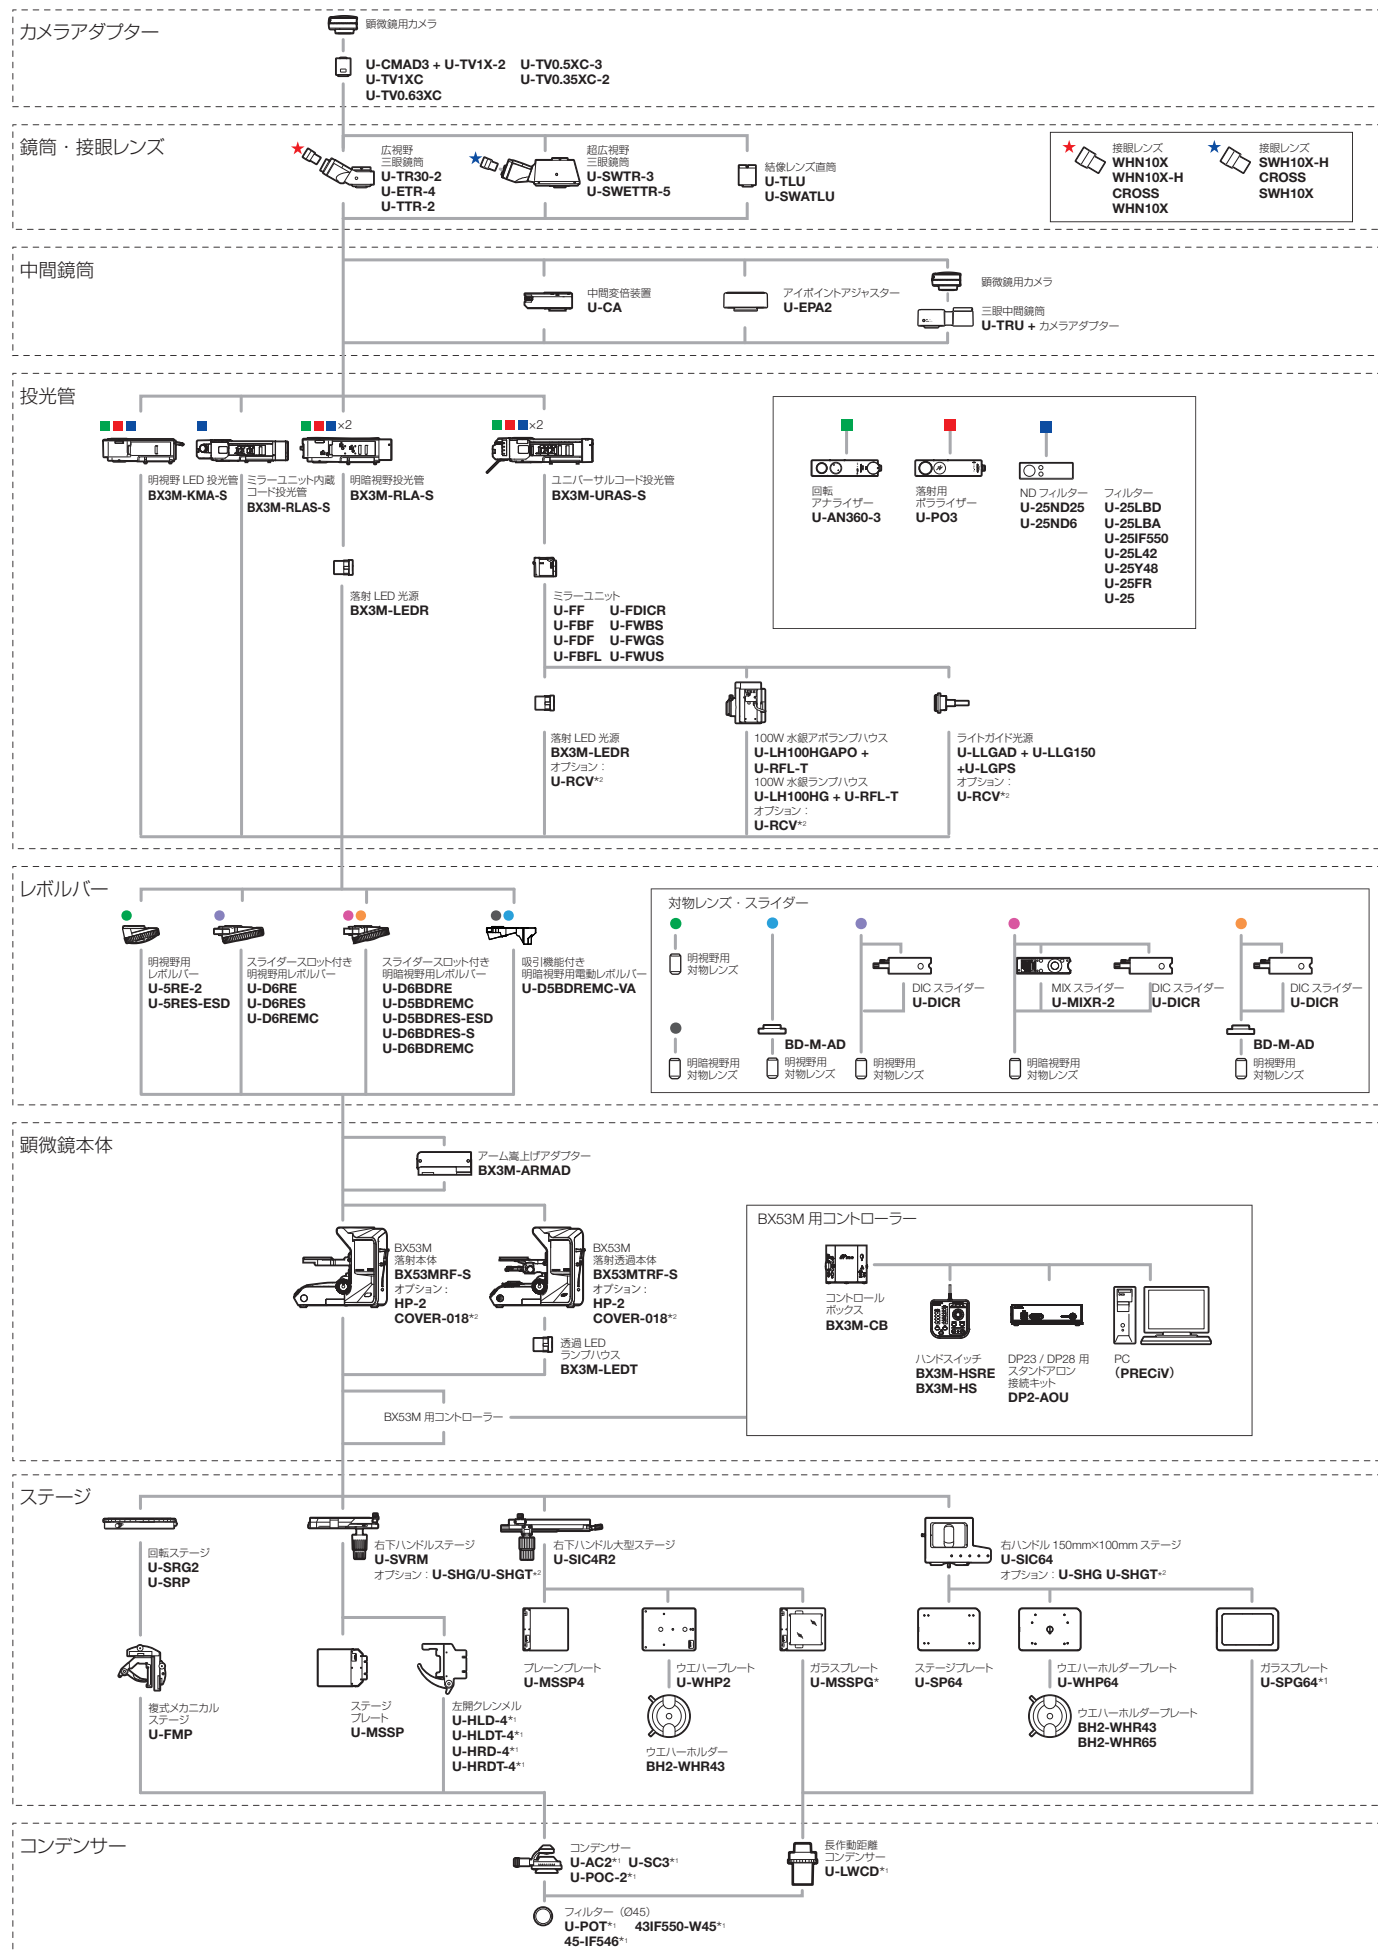 カメラアダプター
顕微鏡用カメラ
U-CMAD3 + U-TV1X-2 U-TV0.5XC-3
U-TV1XC U-TV0.35XC-2
U-TV0.63XC
鏡筒・接眼レンズ
広視野
三眼鏡筒
U-TR30-2
U-ETR-4
U-TTR-2
超広視野
三眼鏡筒
U-SWTR-3
U-SWETTR-5
結像レンズ直筒
U-TLU
U-SWATLU
接眼レンズ
WHN10X
WHN10X-H
CROSS
WHN10X
接眼レンズ
SWH10X-H
CROSS
SWH10X
中間鏡筒
中間変倍装置
U-CA
アイポイントアジャスター
U-EPA2
顕微鏡用カメラ
三眼中間鏡筒
U-TRU + カメラアダプター
投光管
×2
×2
明視野 LED 投光管
BX3M-KMA-S
ミラーユニット内蔵
コード投光管
BX3M-RLAS-S
明暗視野投光管
BX3M-RLA-S
ユニバーサルコード投光管
BX3M-URAS-S
回転
アナライザー
U-AN360-3
落射用
ポラライザー
U-PO3
ND フィルター
U-25ND25
U-25ND6
フィルター
U-25LBD
U-25LBA
U-25IF550
U-25L42
U-25Y48
U-25FR
U-25
落射 LED 光源
BX3M-LEDR
ミラーユニット
U-FF U-FDICR
U-FBF U-FWBS
U-FDF U-FWGS
U-FBFL U-FWUS
落射 LED 光源
BX3M-LEDR
オプション：
U-RCV*2
100W 水銀アポランプハウス
U-LH100HGAPO +
U-RFL-T
100W 水銀ランプハウス
U-LH100HG + U-RFL-T
オプション：
U-RCV*2
ライトガイド光源
U-LLGAD + U-LLG150
+U-LGPS
オプション：
U-RCV*2
レボルバー
明視野用
レボルバー
U-5RE-2
U-5RES-ESD
スライダースロット付き
明視野用レボルバー
U-D6RE
U-D6RES
U-D6REMC
スライダースロット付き
明暗視野用レボルバー
U-D6BDRE
U-D5BDREMC
U-D5BDRES-ESD
U-D6BDRES-S
U-D6BDREMC
吸引機能付き
明暗視野用電動レボルバー
U-D5BDREMC-VA
対物レンズ・スライダー
明視野用
対物レンズ
明暗視野用
対物レンズ
BD-M-AD
明視野用
対物レンズ
DIC スライダー
U-DICR
明視野用
対物レンズ
MIX スライダー
U-MIXR-2
DIC スライダー
U-DICR
明暗視野用
対物レンズ
DIC スライダー
U-DICR
BD-M-AD
明視野用
対物レンズ
顕微鏡本体
アーム嵩上げアダプター
BX3M-ARMAD
BX53M
落射本体
BX53MRF-S
オプション：
HP-2
COVER-018*2
BX53M
落射透過本体
BX53MTRF-S
オプション：
HP-2
COVER-018*2
透過 LED
ランプハウス
BX3M-LEDT
BX53M 用コントローラー
BX53M 用コントローラー
コントロール
ボックス
BX3M-CB
ハンドスイッチ
BX3M-HSRE
BX3M-HS
DP23 / DP28 用
スタンドアロン
接続キット
DP2-AOU
PC
（PRECiV）
ステージ
回転ステージ
U-SRG2
U-SRP
右下ハンドルステージ
U-SVRM
オプション：U-SHG/U-SHGT*2
右下ハンドル大型ステージ
U-SIC4R2
右ハンドル 150mm×100mm ステージ
U-SIC64
オプション：U-SHG U-SHGT*2
複式メカニカル
ステージ
U-FMP
ステージ
プレート
U-MSSP
左開クレンメル
U-HLD-4*1
U-HLDT-4*1
U-HRD-4*1
U-HRDT-4*1
プレーンプレート
U-MSSP4
ウエハープレート
U-WHP2
ウエハーホルダー
BH2-WHR43
ガラスプレート
U-MSSPG*
ステージプレート
U-SP64
ウエハーホルダープレート
U-WHP64
ウエハーホルダープレート
BH2-WHR43
BH2-WHR65
ガラスプレート
U-SPG64*1
コンデンサー
コンデンサー
U-AC2*1 U-SC3*1
U-POC-2*1
長作動距離
コンデンサー
U-LWCD*1
フィルター（Ø45）
U-POT*1 43IF550-W45*1
45-IF546*1